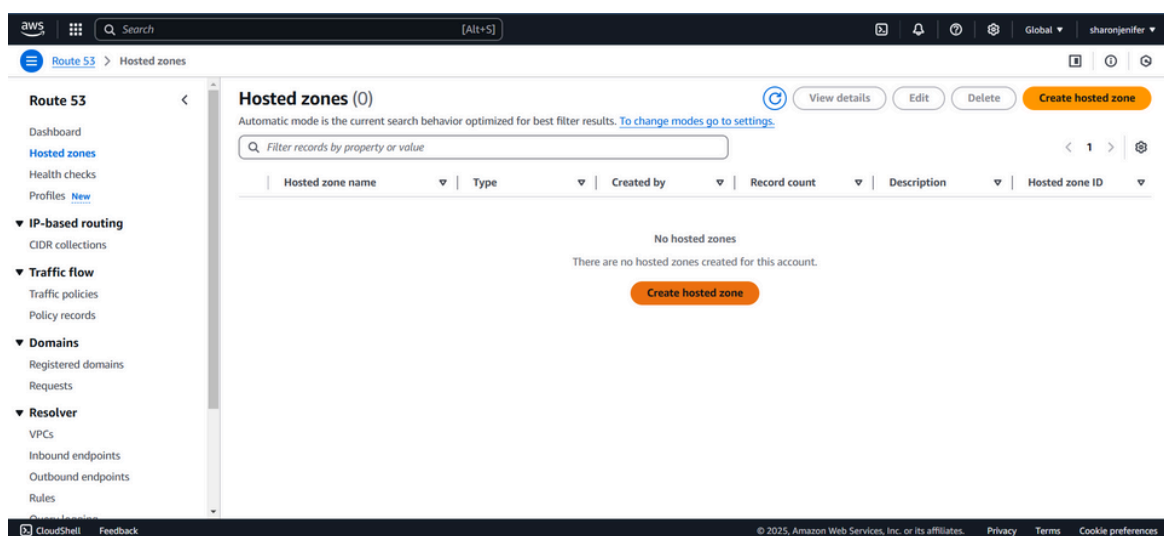 aws
Search
[Alt+S]
Global
sharonjenifer
Route 53 > Hosted zones
Route 53
Dashboard
Hosted zones
Health checks
Profiles New
IP-based routing
CIDR collections
Traffic flow
Traffic policies
Policy records
Domains
Registered domains
Requests
Resolver
VPCs
Inbound endpoints
Outbound endpoints
Rules
Query logging
Hosted zones (0)
View details
Edit
Delete
Create hosted zone
Automatic mode is the current search behavior optimized for best filter results. To change modes go to settings.
Filter records by property or value
1
Hosted zone name
Type
Created by
Record count
Description
Hosted zone ID
No hosted zones
There are no hosted zones created for this account.
Create hosted zone
CloudShell
Feedback
© 2025, Amazon Web Services, Inc. or its affiliates.
Privacy
Terms
Cookie preferences